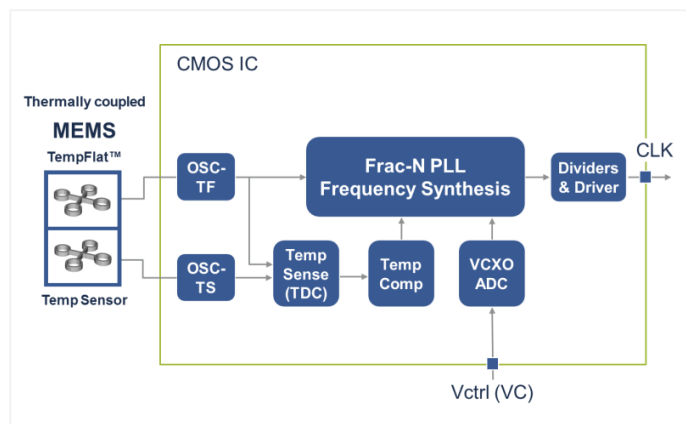 CMOS IC
Thermally coupled
MEMS
TempFlat™
OSC-
TF
Frac-N PLL
Frequency Synthesis
Dividers
& Driver
CLK
OSC-
TS
Temp
Sense
(TDC)
Temp
Comp
VCXO
ADC
Temp Sensor
Vctrl (VC)